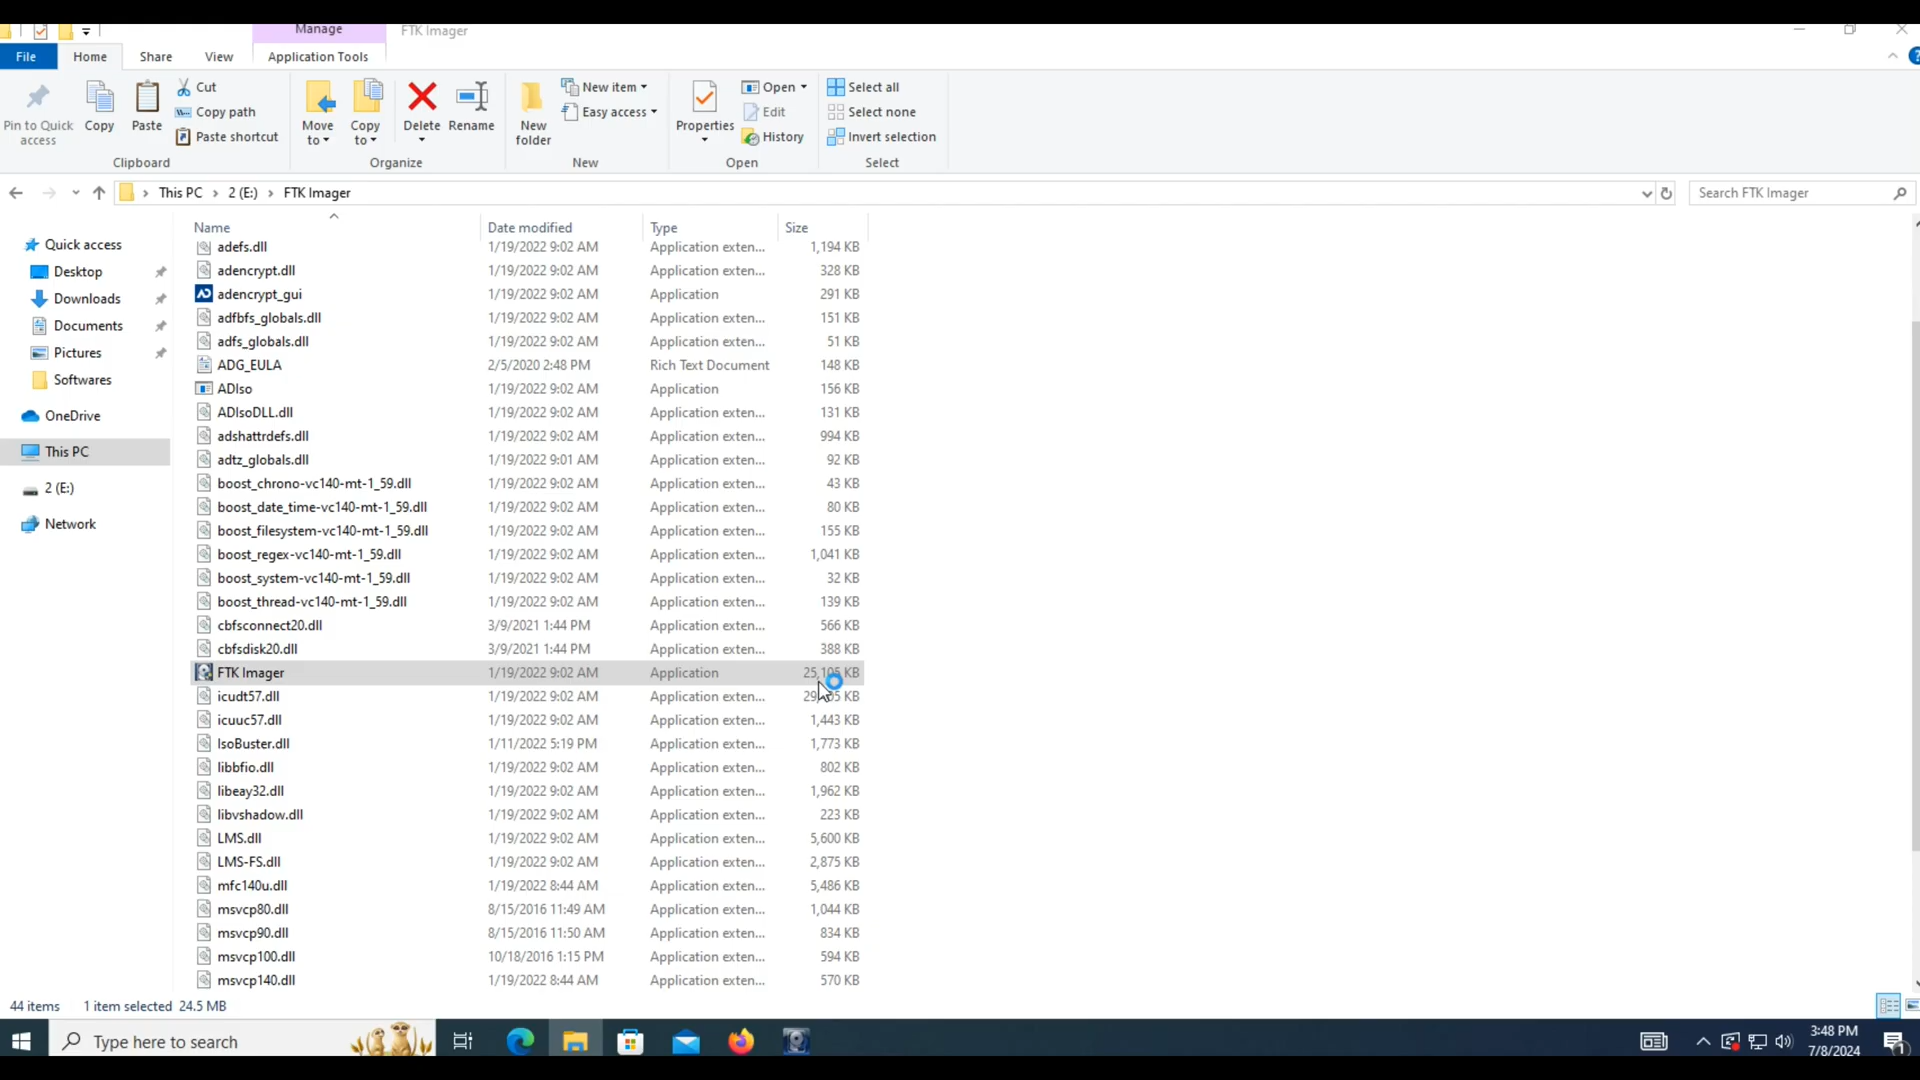 Manage FTK Imager
File Home Share View Application Tools
Pin to Quick access
Copy
Paste
Cut
Copy path
Paste shortcut
Clipboard
Move to
Copy to
Delete
Rename
Organize
New folder
New item
Easy access
New
Properties
Open
Edit
History
Open
Select all
Select none
Invert selection
Select
This PC › 2 (E:) › FTK Imager
Search FTK Imager
Quick access
Desktop
Downloads
Documents
Pictures
Softwares
OneDrive
This PC
2 (E:)
Network
Name Date modified Type Size
adefs.dll 1/19/2022 9:02 AM Application exten... 1,194 KB
adencrypt.dll 1/19/2022 9:02 AM Application exten... 328 KB
adencrypt_gui 1/19/2022 9:02 AM Application 291 KB
adfbfs_globals.dll 1/19/2022 9:02 AM Application exten... 151 KB
adfs_globals.dll 1/19/2022 9:02 AM Application exten... 51 KB
ADG_EULA 2/5/2020 2:48 PM Rich Text Document 148 KB
ADIso 1/19/2022 9:02 AM Application 156 KB
ADIsoDLL.dll 1/19/2022 9:02 AM Application exten... 131 KB
adshattrdefs.dll 1/19/2022 9:02 AM Application exten... 994 KB
adtz_globals.dll 1/19/2022 9:01 AM Application exten... 92 KB
boost_chrono-vc140-mt-1_59.dll 1/19/2022 9:02 AM Application exten... 43 KB
boost_date_time-vc140-mt-1_59.dll 1/19/2022 9:02 AM Application exten... 80 KB
boost_filesystem-vc140-mt-1_59.dll 1/19/2022 9:02 AM Application exten... 155 KB
boost_regex-vc140-mt-1_59.dll 1/19/2022 9:02 AM Application exten... 1,041 KB
boost_system-vc140-mt-1_59.dll 1/19/2022 9:02 AM Application exten... 32 KB
boost_thread-vc140-mt-1_59.dll 1/19/2022 9:02 AM Application exten... 139 KB
cbfsconnect20.dll 3/9/2021 1:44 PM Application exten... 566 KB
cbfsdisk20.dll 3/9/2021 1:44 PM Application exten... 388 KB
FTK Imager 1/19/2022 9:02 AM Application 25,105 KB
icudt57.dll 1/19/2022 9:02 AM Application exten... KB
icuuc57.dll 1/19/2022 9:02 AM Application exten... 1,443 KB
IsoBuster.dll 1/11/2022 5:19 PM Application exten... 1,773 KB
libbfio.dll 1/19/2022 9:02 AM Application exten... 802 KB
libeay32.dll 1/19/2022 9:02 AM Application exten... 1,962 KB
libvshadow.dll 1/19/2022 9:02 AM Application exten... 223 KB
LMS.dll 1/19/2022 9:02 AM Application exten... 5,600 KB
LMS-FS.dll 1/19/2022 9:02 AM Application exten... 2,875 KB
mfc140u.dll 1/19/2022 8:44 AM Application exten... 5,486 KB
msvcp80.dll 8/15/2016 11:49 AM Application exten... 1,044 KB
msvcp90.dll 8/15/2016 11:50 AM Application exten... 834 KB
msvcp100.dll 10/18/2016 1:15 PM Application exten... 594 KB
msvcp140.dll 1/19/2022 8:44 AM Application exten... 570 KB
44 items 1 item selected 24.5 MB
Type here to search
3:48 PM
7/8/2024
1